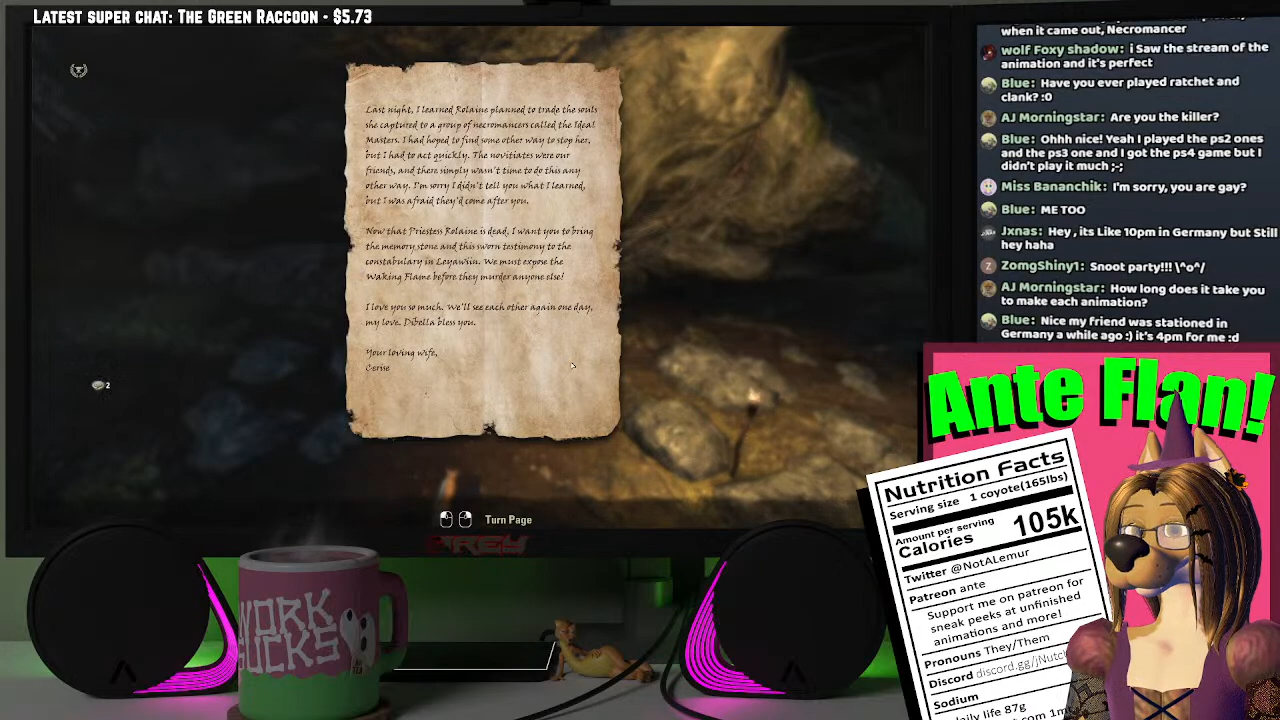 LATEST SUPER CHAT: THE GREEN RACCOON - $5.73
Last night, I learned Rolaine planned to trade the souls
she captured to a group of necromancers called the Ideal
Masters. I had hoped to find some other way to stop her,
but I had to act quickly. The novitiates were our
friends, and there simply wasn't time to do this any
other way. I'm sorry I didn't tell you what I learned,
but I was afraid they'd come after you.
Now that Priestess Rolaine is dead, I want you to bring
the memory stone and this sworn testimony to the
constabulary in Leyawiin. We must expose the
Waking Flame before they murder anyone else!
I love you so much. We'll see each other again one day,
my love. Dibella bless you.
Your loving wife,
Cerise
2
Turn Page
PREY
WORK
SUCKS
when it came out, Necromancer
wolf Foxy shadow: i Saw the stream of the
animation and it's perfect
Blue: Have you ever played ratchet and
clank? :0
AJ Morningstar: Are you the killer?
Blue: Ohhh nice! Yeah I played the ps2 ones
and the ps3 one and I got the ps4 game but I
didn't play it much ;-;
Miss Bananchik: I'm sorry, you are gay?
Blue: ME TOO
Jxnas: Hey , its Like 10pm in Germany but Still
hey haha
ZomgShiny1: Snoot party!!! \^o^/
AJ Morningstar: How long does it take you
to make each animation?
Blue: Nice my friend was stationed in
Germany a while ago :) it's 4pm for me :d
Ante Flan!
Nutrition Facts
Serving size 1 coyote(165lbs)
Amount per serving
Calories 105k
Twitter @NotALemur
Patreon ante
Support me on patreon for
sneak peeks at unfinished
animations and more!
Pronouns They/Them
Discord discord.gg/jNutc
Sodium
daily life 87g